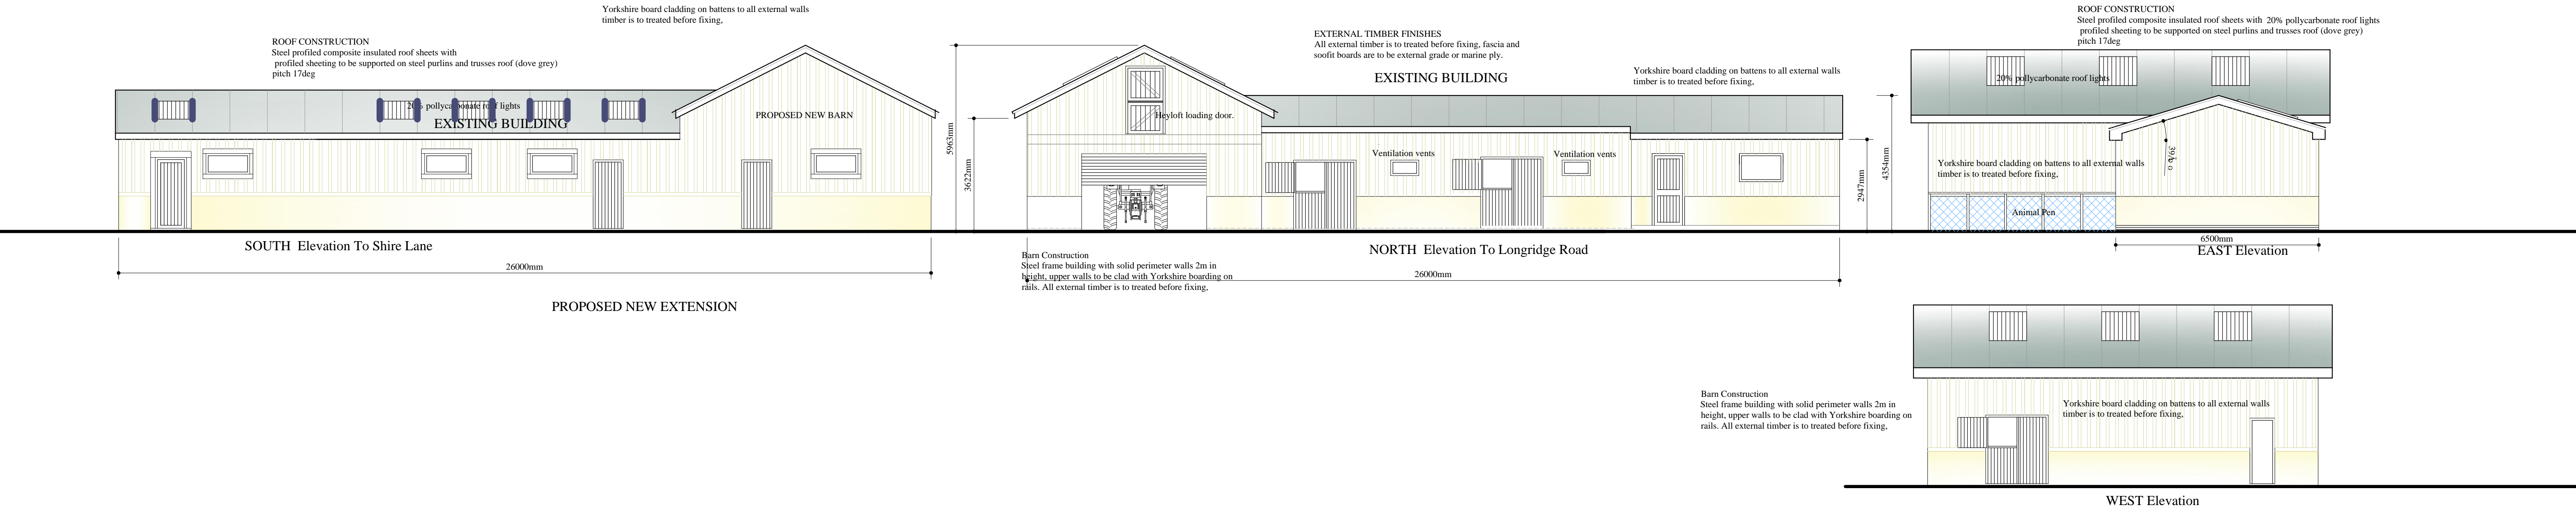 Yorkshire board cladding on battens to all external walls
timber is to treated before fixing,
ROOF CONSTRUCTION
Steel profiled composite insulated roof sheets with
profiled sheeting to be supported on steel purlins and trusses roof (dove grey)
pitch 17deg
20% pollycarbonate roof lights
EXISTING BUILDING
PROPOSED NEW BARN
SOUTH Elevation To Shire Lane
26000mm
PROPOSED NEW EXTENSION
5963mm
3622mm
EXTERNAL TIMBER FINISHES
All external timber is to treated before fixing, fascia and
soofit boards are to be external grade or marine ply.
EXISTING BUILDING
Yorkshire board cladding on battens to all external walls
timber is to treated before fixing,
Heyloft loading door.
Ventilation vents
Ventilation vents
2947mm
4354mm
NORTH Elevation To Longridge Road
26000mm
Barn Construction
Steel frame building with solid perimeter walls 2m in
height, upper walls to be clad with Yorkshire boarding on
rails. All external timber is to treated before fixing,
ROOF CONSTRUCTION
Steel profiled composite insulated roof sheets with 20% pollycarbonate roof lights
profiled sheeting to be supported on steel purlins and trusses roof (dove grey)
pitch 17deg
20% pollycarbonate roof lights
Yorkshire board cladding on battens to all external walls
timber is to treated before fixing,
Animal Pen
6500mm
EAST Elevation
Barn Construction
Steel frame building with solid perimeter walls 2m in
height, upper walls to be clad with Yorkshire boarding on
rails. All external timber is to treated before fixing,
Yorkshire board cladding on battens to all external walls
timber is to treated before fixing,
WEST Elevation